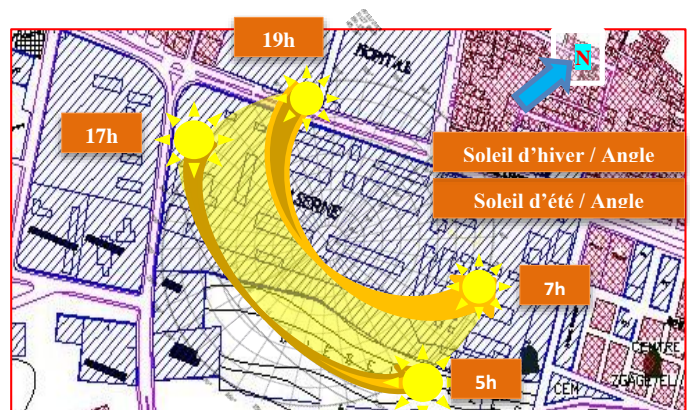 19h
HOPITAL
N
17h
Soleil d'hiver / Angle
Soleil d'été / Angle
7h
CENTRE
5h
CEM